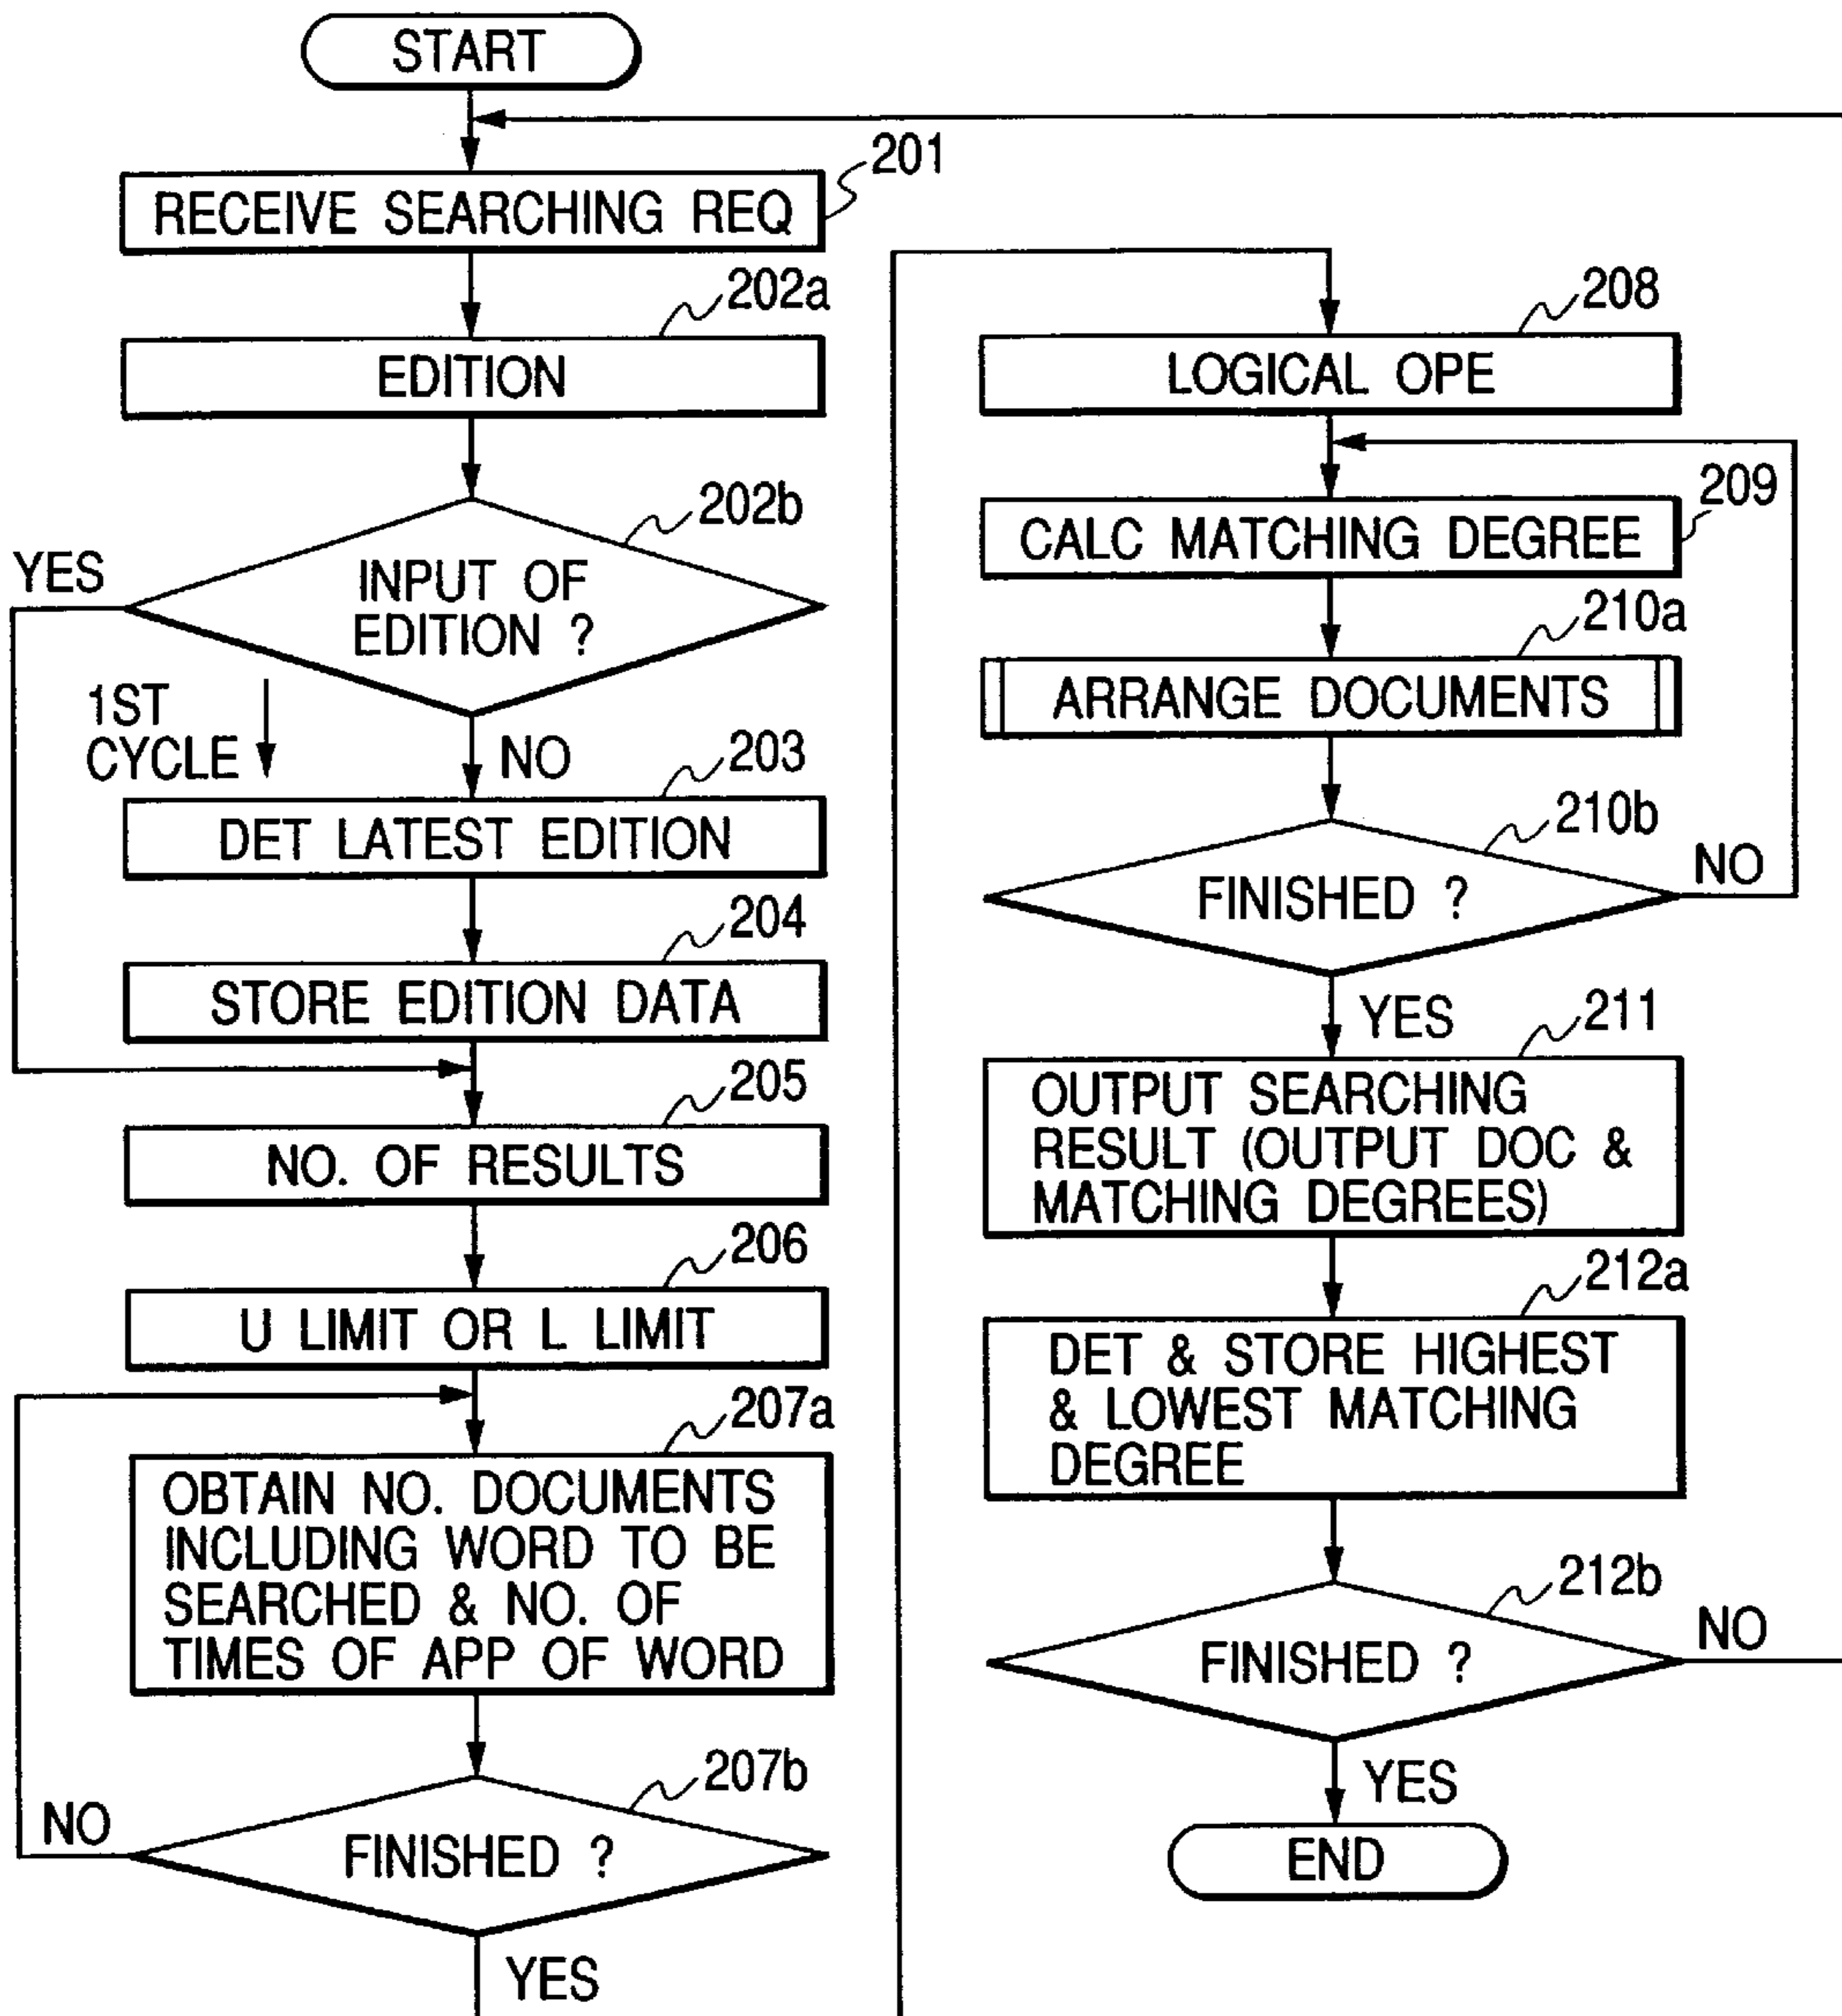 START
201
RECEIVE SEARCHING REQ
202a
EDITION
202b
YES
INPUT OF
EDITION ?
1ST
CYCLE
NO
203
DET LATEST EDITION
204
STORE EDITION DATA
205
NO. OF RESULTS
206
U LIMIT OR L LIMIT
207a
OBTAIN NO. DOCUMENTS
INCLUDING WORD TO BE
SEARCHED & NO. OF
TIMES OF APP OF WORD
207b
NO
FINISHED ?
YES
208
LOGICAL OPE
209
CALC MATCHING DEGREE
210a
ARRANGE DOCUMENTS
210b
NO
FINISHED ?
YES
211
OUTPUT SEARCHING
RESULT (OUTPUT DOC &
MATCHING DEGREES)
212a
DET & STORE HIGHEST
& LOWEST MATCHING
DEGREE
212b
NO
FINISHED ?
YES
END